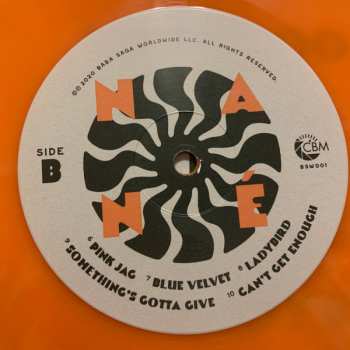 ©℗ 2020 BABA SAGA WORLDWIDE LLC. ALL RIGHTS RESERVED.
N A
N É
SIDE
B
CBM
BSW001
6 PINK JAG 7 BLUE VELVET 8 LADYBIRD
9 SOMETHING'S GOTTA GIVE 10 CAN'T GET ENOUGH